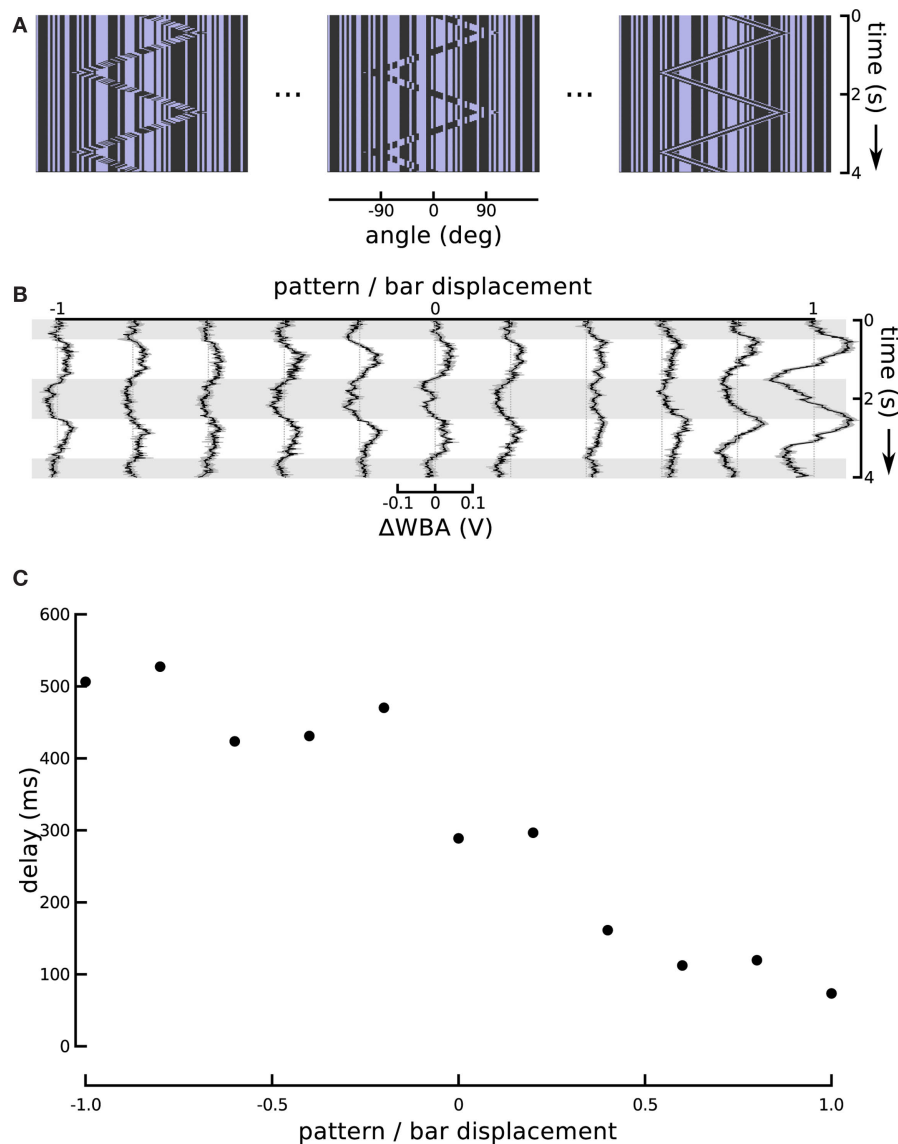 A
... ...
0
2
4
time (s)
-90 0 90
angle (deg)
B
pattern / bar displacement
-1 0 1
0
2
4
time (s)
-0.1 0 0.1
ΔWBA (V)
C
600
500
400
300
200
100
0
delay (ms)
-1.0 -0.5 0 0.5 1.0
pattern / bar displacement